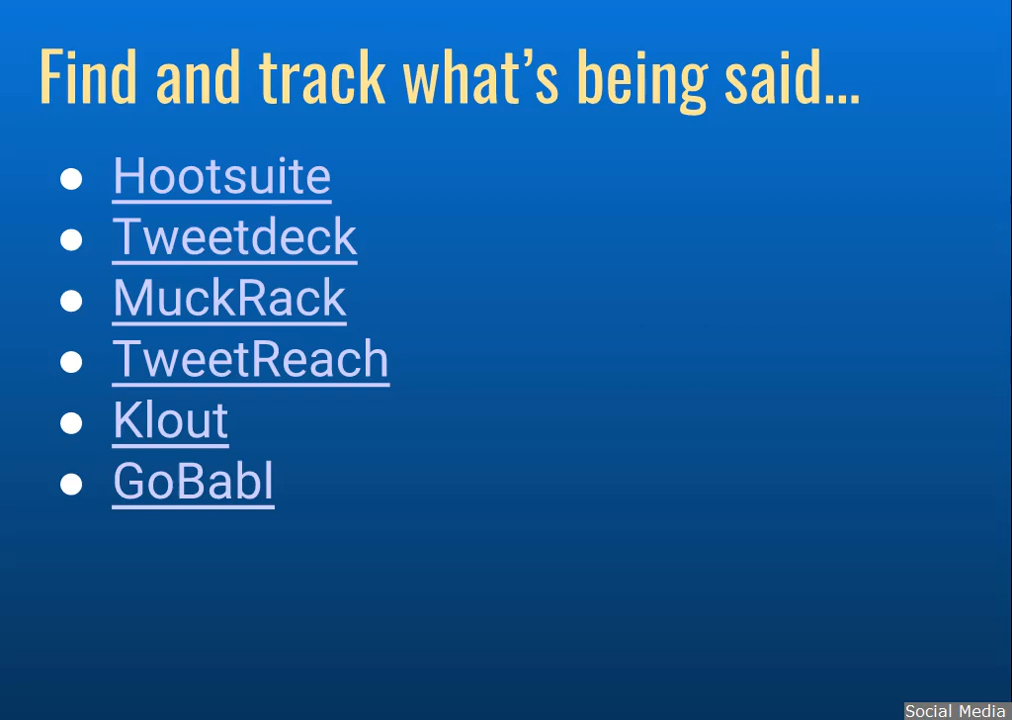 Find and track what’s being said...
● Hootsuite
● Tweetdeck
● MuckRack
● TweetReach
● Klout
● GoBabl
Social Media